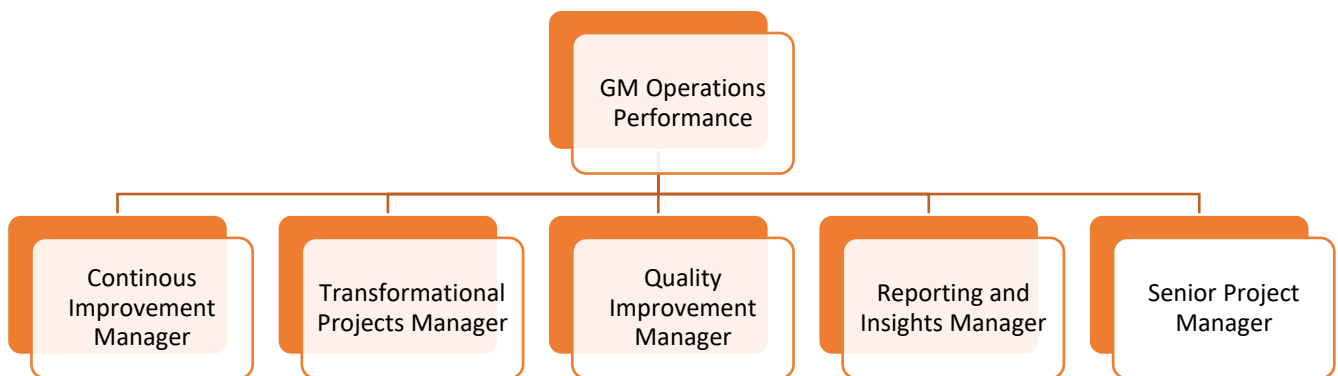 GM Operations
Performance
Continous
Improvement
Manager
Transformational
Projects Manager
Quality
Improvement
Manager
Reporting and
Insights Manager
Senior Project
Manager